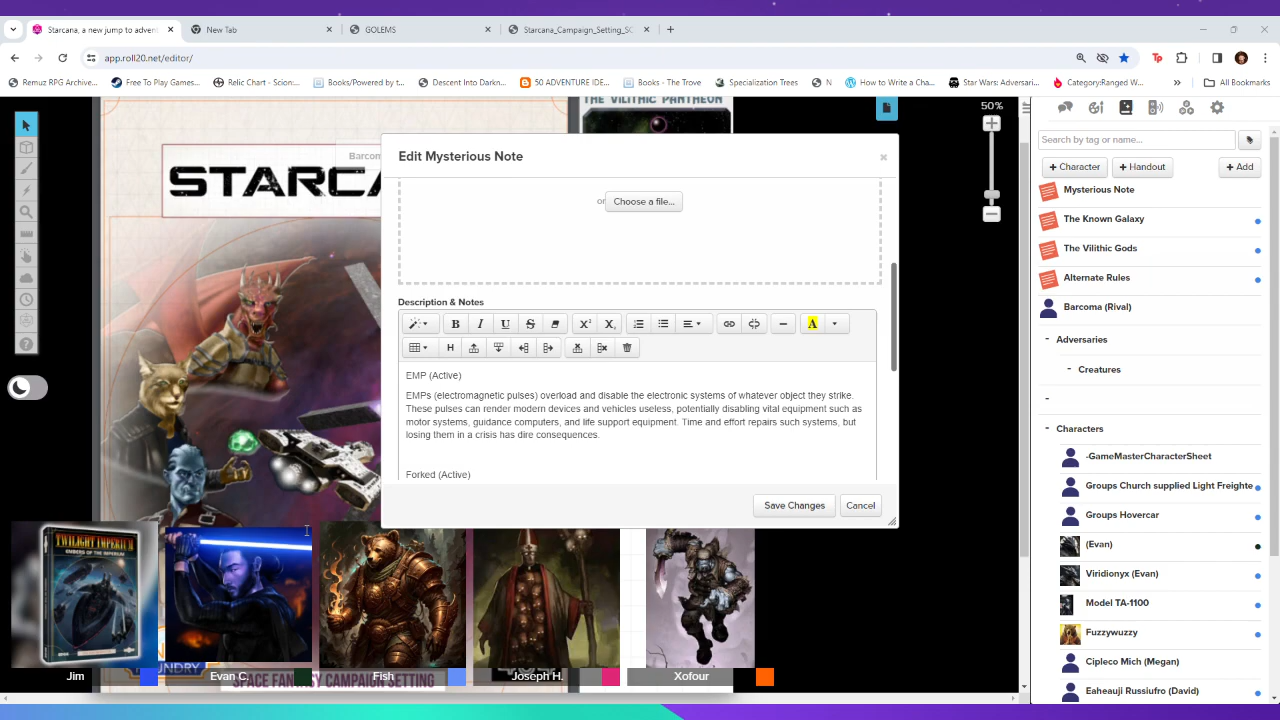 Starcana, a new jump to adven
New Tab
GOLEMS
Starcana_Campaign_Setting_SC
app.roll20.net/editor/
Remuz RPG Archive...
Free To Play Games...
Relic Chart - Scion:...
Books/Powered by t...
Descent Into Darkn...
50 ADVENTURE IDE...
Books - The Trove
Specialization Trees
N
How to Write a Cha...
Star Wars: Adversari...
Category:Ranged W...
All Bookmarks
THE VILITHIC PANTHEON
50%
Search by tag or name...
+ Character
+ Handout
+ Add
Edit Mysterious Note
Barcom
STARCA
or
Choose a file...
Description & Notes
EMP (Active)
EMPs (electromagnetic pulses) overload and disable the electronic systems of whatever object they strike.
These pulses can render modern devices and vehicles useless, potentially disabling vital equipment such as
motor systems, guidance computers, and life support equipment. Time and effort repairs such systems, but
losing them in a crisis has dire consequences.
Forked (Active)
Save Changes
Cancel
Mysterious Note
The Known Galaxy
The Vilithic Gods
Alternate Rules
Barcoma (Rival)
- Adversaries
- Creatures
-
- Characters
-GameMasterCharacterSheet
Groups Church supplied Light Freighte
Groups Hovercar
(Evan)
Viridionyx (Evan)
Model TA-1100
Fuzzywuzzy
Cipleco Mich (Megan)
Eaheauji Russiufro (David)
TWILIGHT IMPERIUM
EMBERS OF THE IMPERIUM
Jim
Evan C.
Fish
Joseph H.
Xofour
FOUNDRY
SPACE FANTASY CAMPAIGN SETTING